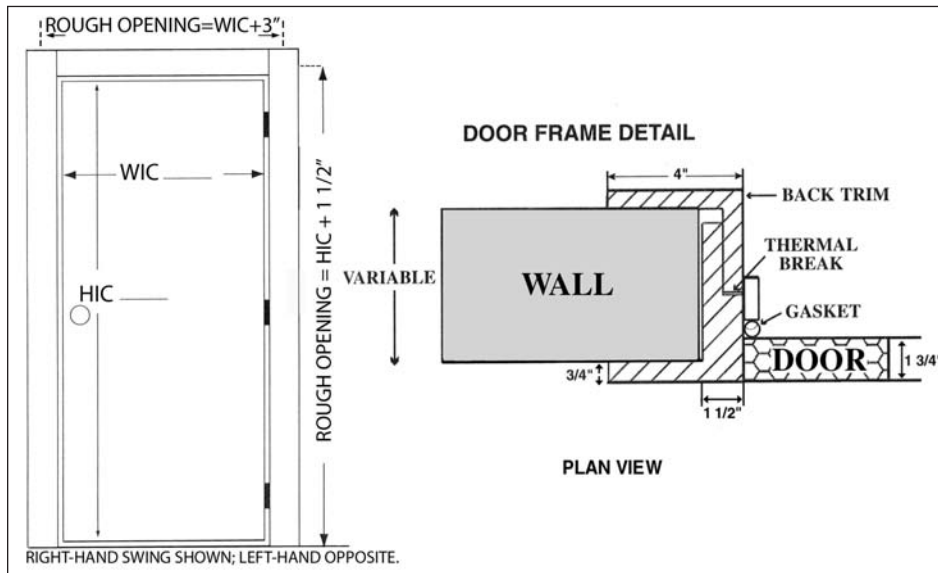 ROUGH OPENING=WIC+3"
WIC
HIC
ROUGH OPENING = HIC + 1 1/2"
RIGHT-HAND SWING SHOWN; LEFT-HAND OPPOSITE.
DOOR FRAME DETAIL
4"
BACK TRIM
THERMAL
BREAK
VARIABLE
WALL
GASKET
DOOR
1 3/4"
3/4"
1 1/2"
PLAN VIEW